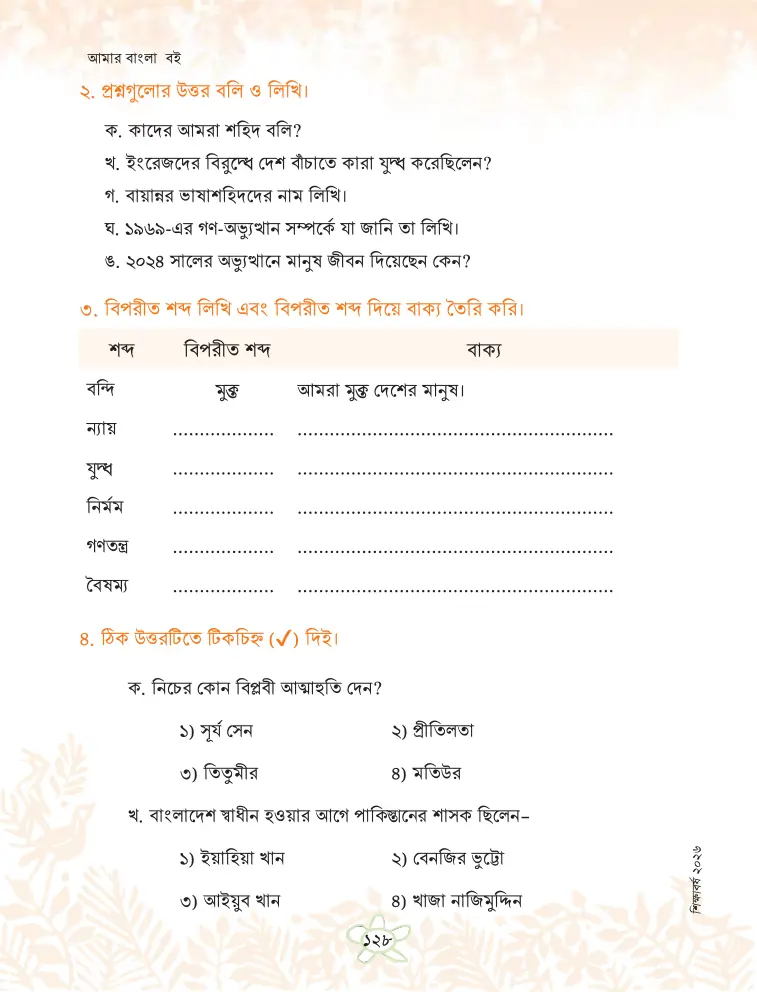 আমার বাংলা বই
২. প্রশ্নগুলোর উত্তর বলি ও লিখি।
ক. কাদের আমরা শহিদ বলি?
খ. ইংরেজদের বিরুদ্ধে দেশ বাঁচাতে কারা যুদ্ধ করেছিলেন?
গ. বায়ান্নর ভাষাশহিদদের নাম লিখি।
ঘ. ১৯৬৯-এর গণ-অভ্যুত্থান সম্পর্কে যা জানি তা লিখি।
ঙ. ২০২৪ সালের অভ্যুত্থানে মানুষ জীবন দিয়েছেন কেন?
৩. বিপরীত শব্দ লিখি এবং বিপরীত শব্দ দিয়ে বাক্য তৈরি করি।
শব্দ বিপরীত শব্দ বাক্য
বন্দি মুক্ত আমরা মুক্ত দেশের মানুষ।
ন্যায় ................... ...........................................................
যুদ্ধ ................... ...........................................................
নির্মম ................... ...........................................................
গণতন্ত্র ................... ...........................................................
বৈষম্য ................... ...........................................................
৪. ঠিক উত্তরটিতে টিকচিহ্ন (✓) দিই।
ক. নিচের কোন বিপ্লবী আত্মাহুতি দেন?
১) সূর্য সেন ২) প্রীতিলতা
৩) তিতুমীর ৪) মতিউর
খ. বাংলাদেশ স্বাধীন হওয়ার আগে পাকিস্তানের শাসক ছিলেন–
১) ইয়াহিয়া খান ২) বেনজির ভুট্টো
৩) আইয়ুব খান ৪) খাজা নাজিমুদ্দিন
শিক্ষাবর্ষ ২০২৬
১২৮